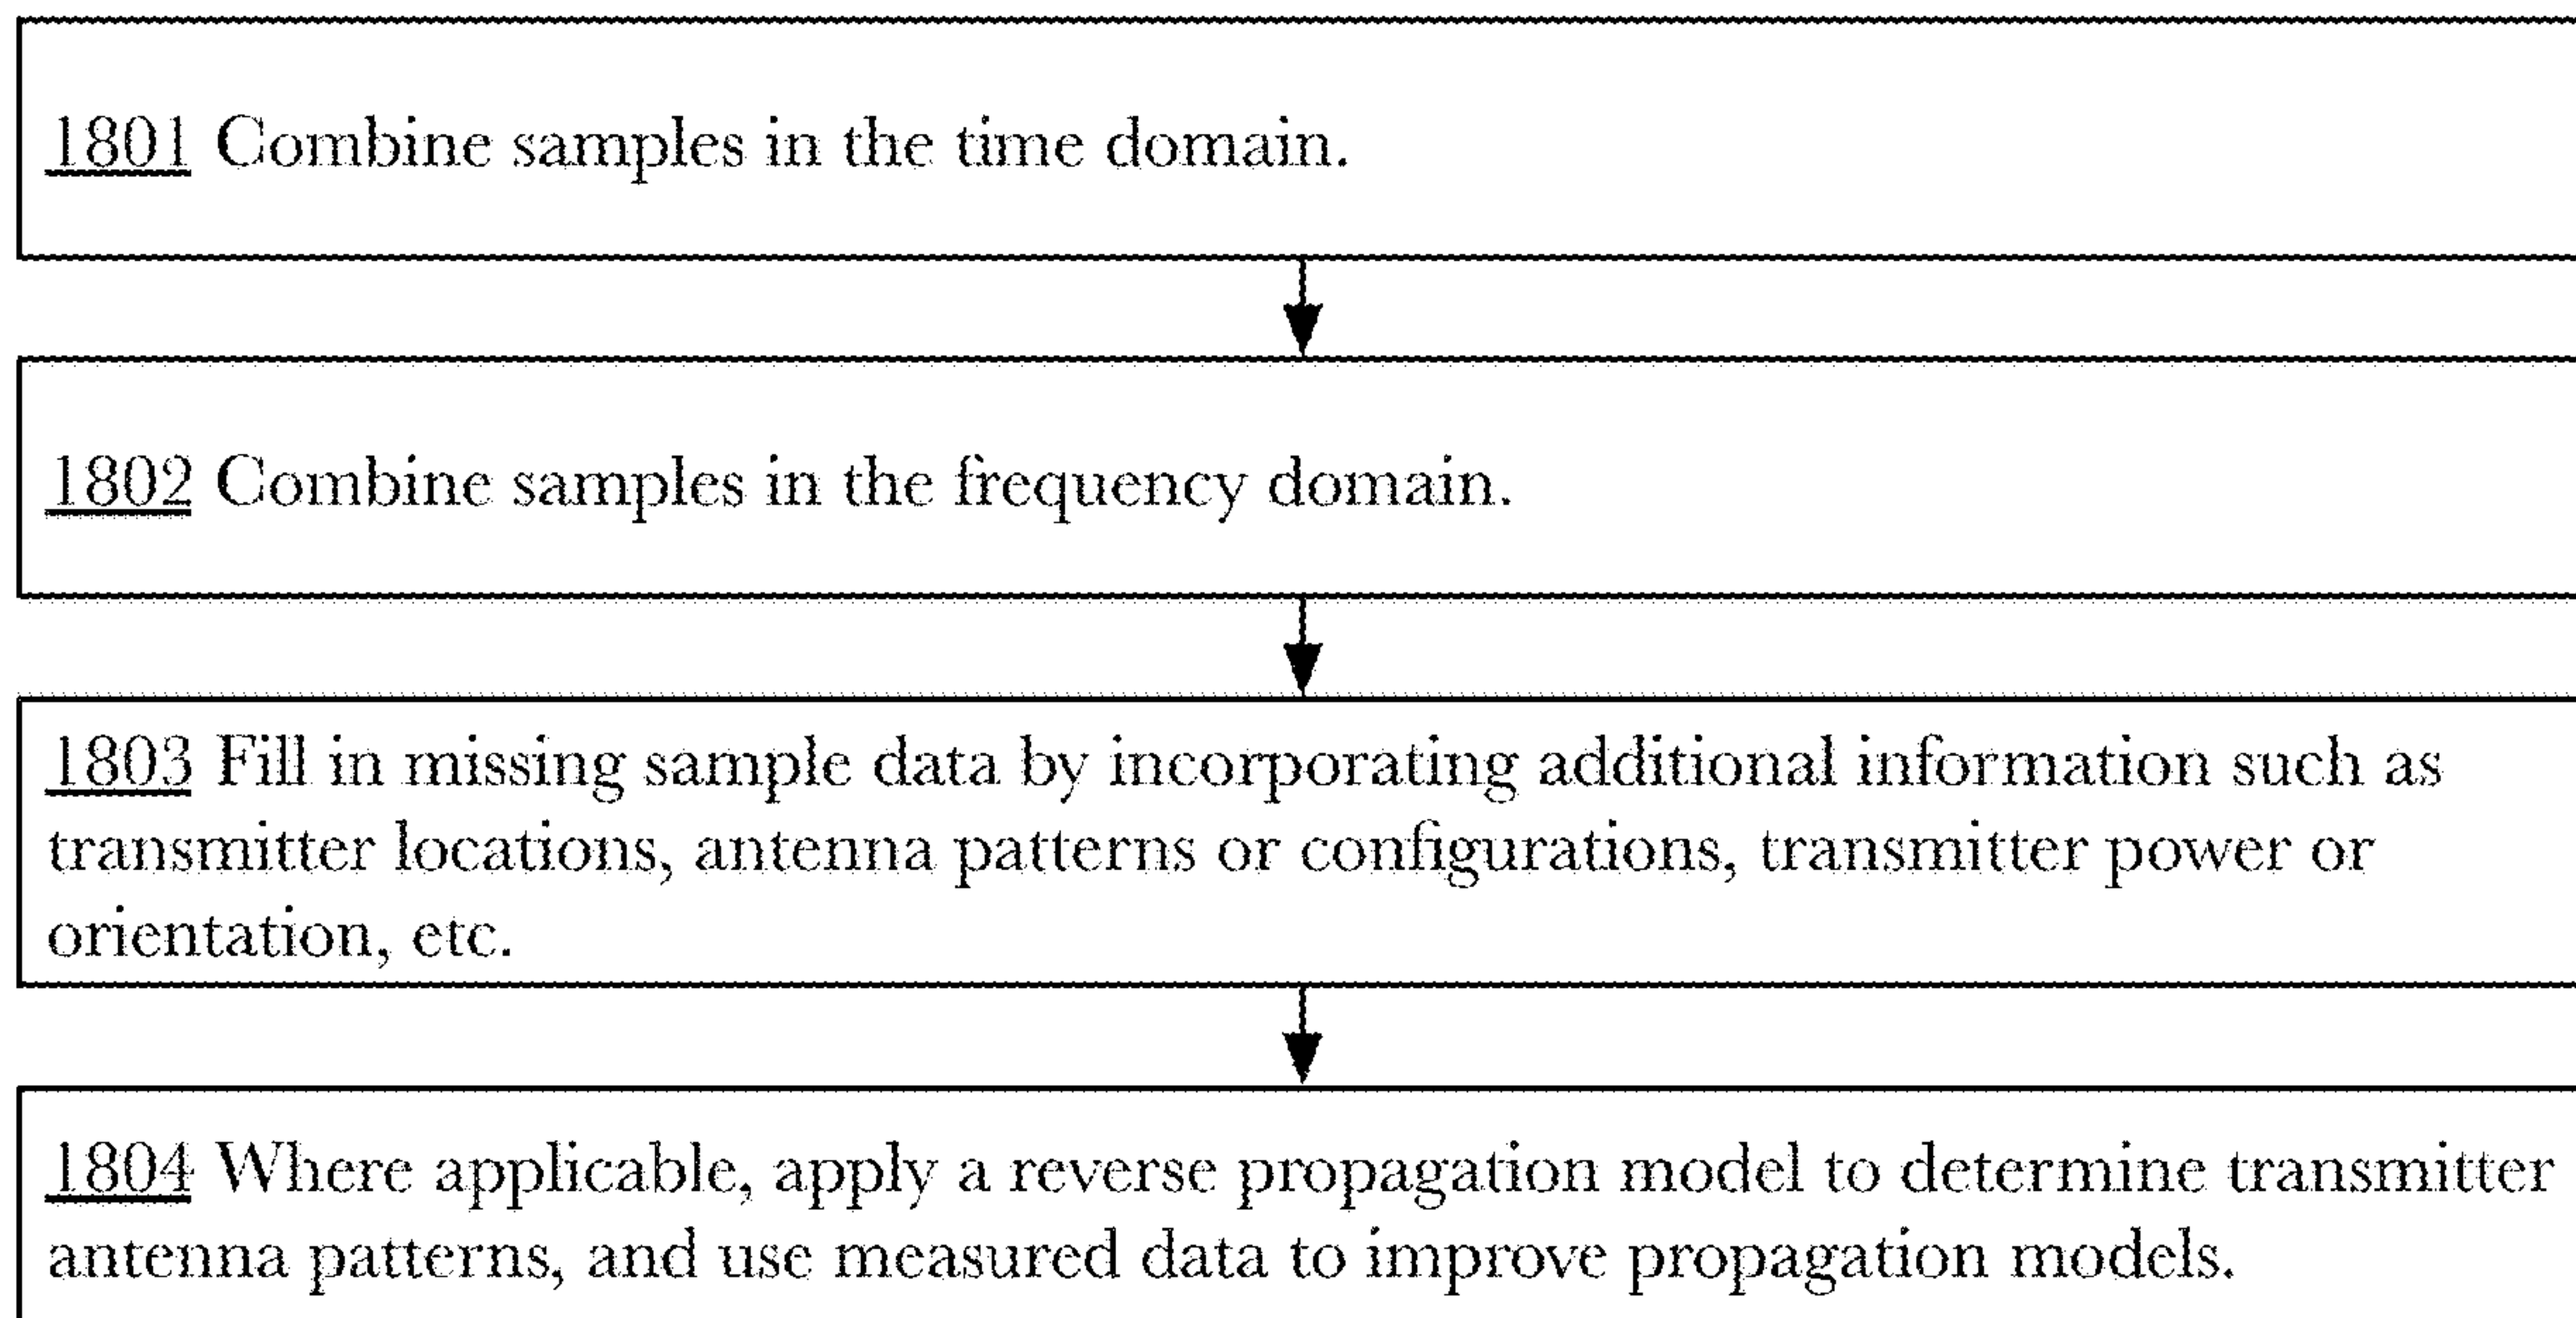 1801 Combine samples in the time domain.
1802 Combine samples in the frequency domain.
1803 Fill in missing sample data by incorporating additional information such as
transmitter locations, antenna patterns or configurations, transmitter power or
orientation, etc.
1804 Where applicable, apply a reverse propagation model to determine transmitter
antenna patterns, and use measured data to improve propagation models.